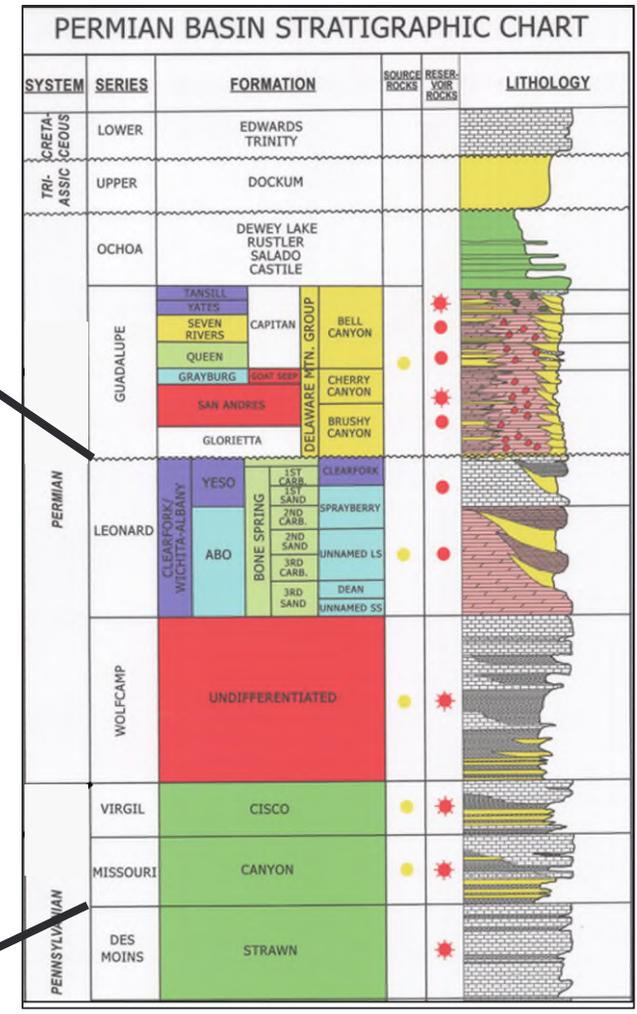 PERMIAN BASIN STRATIGRAPHIC CHART
SYSTEM
SERIES
FORMATION
SOURCE
ROCKS
RESER-
VOIR
ROCKS
LITHOLOGY
CRETA-
CEOUS
LOWER
EDWARDS
TRINITY
TRI-
ASSIC
UPPER
DOCKUM
PERMIAN
OCHOA
DEWEY LAKE
RUSTLER
SALADO
CASTILE
GUADALUPE
TANSILL
YATES
SEVEN
RIVERS
QUEEN
GRAYBURG
SAN ANDRES
GLORIETTA
CAPITAN
GOAT SEEP
DELAWARE MTN. GROUP
BELL
CANYON
CHERRY
CANYON
BRUSHY
CANYON
LEONARD
CLEARFORK/
WICHITA-ALBANY
YESO
ABO
BONE SPRING
1ST
CARB.
1ST
SAND
2ND
CARB.
2ND
SAND
3RD
CARB.
3RD
SAND
CLEARFORK
SPRAYBERRY
UNNAMED LS
DEAN
UNNAMED SS
WOLFCAMP
UNDIFFERENTIATED
PENNSYLVANIAN
VIRGIL
CISCO
MISSOURI
CANYON
DES
MOINS
STRAWN